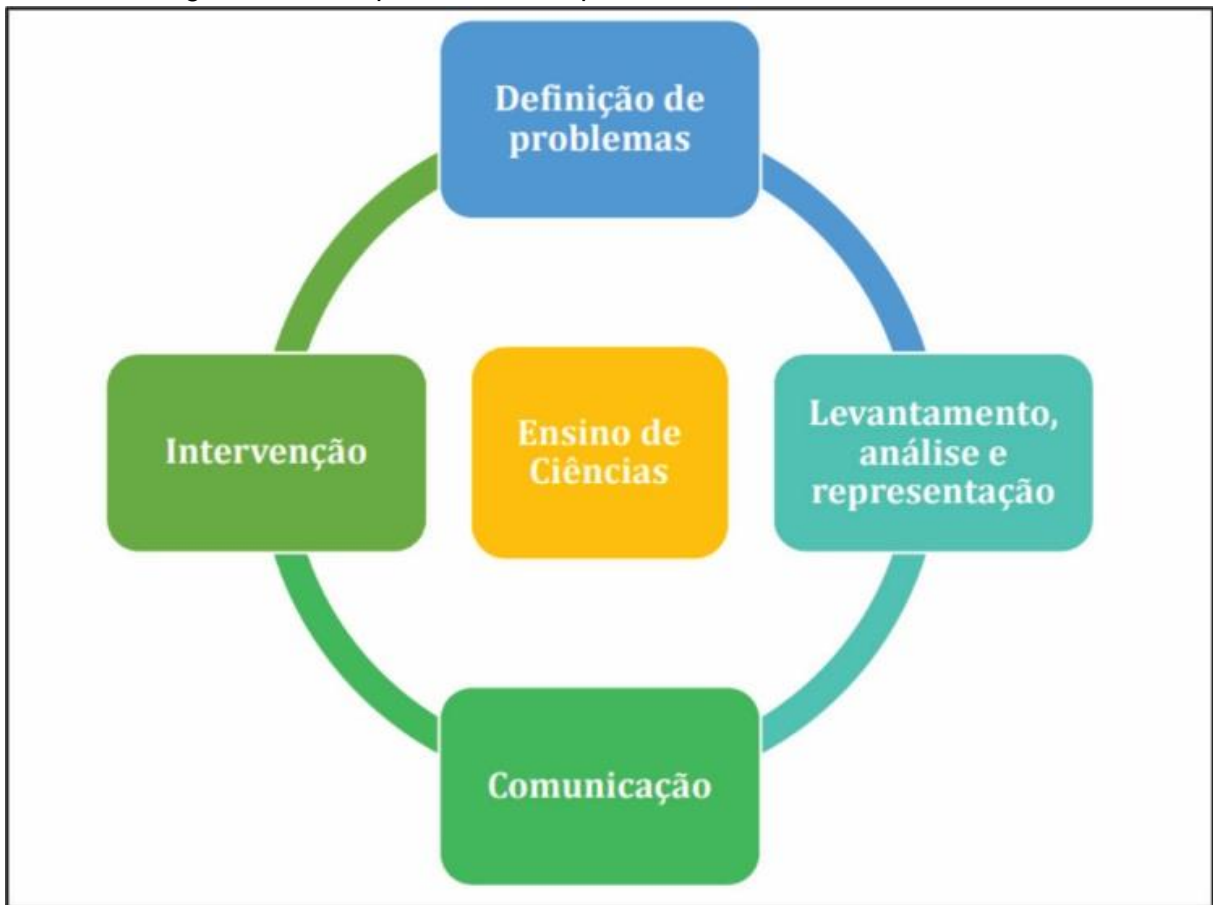 Definição de
problemas
Levantamento,
análise e
representação
Comunicação
Intervenção
Ensino de
Ciências